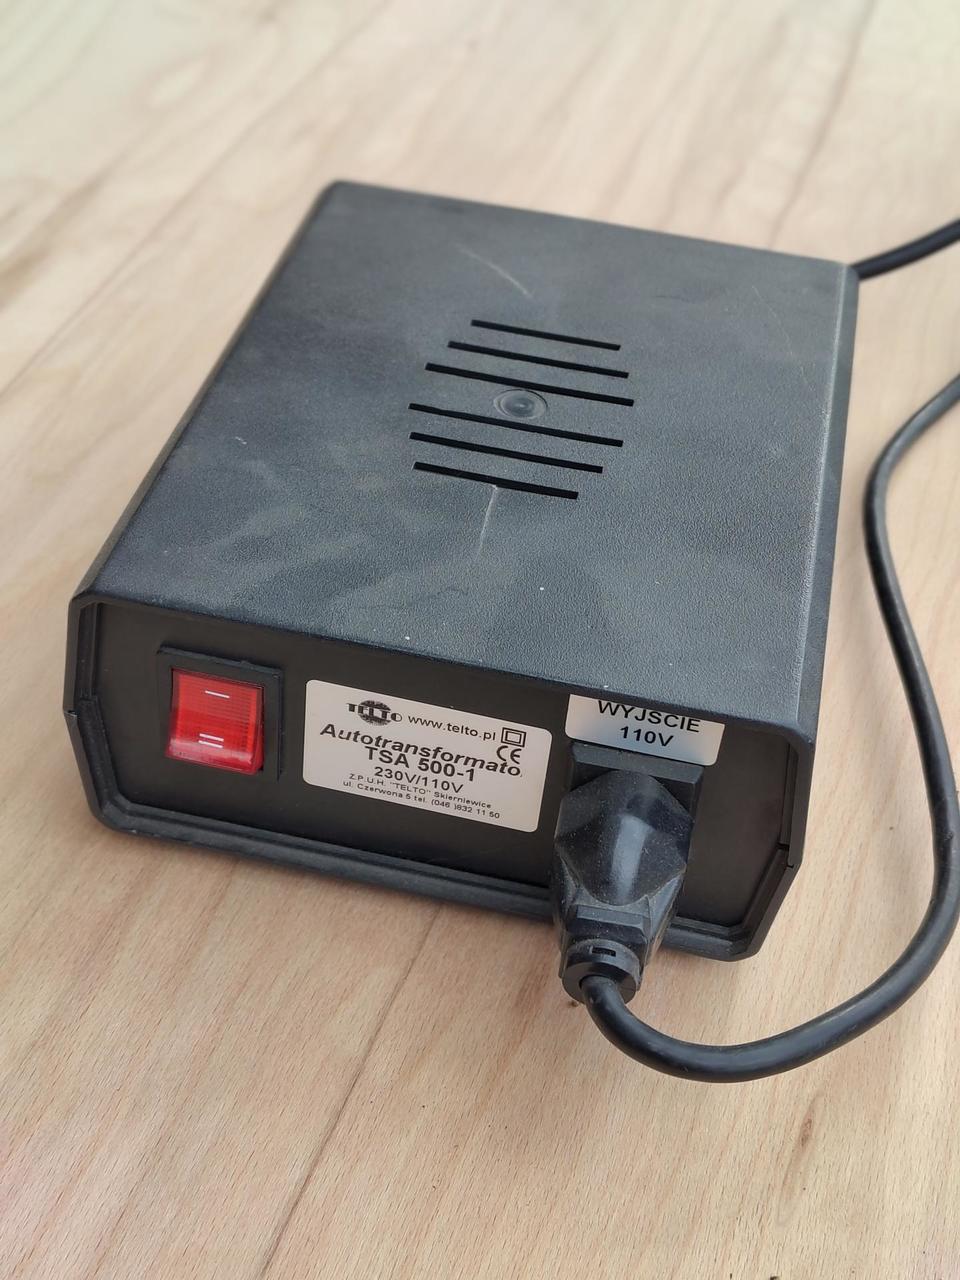 TELTO www.telto.pl
Autotransformato
TSA 500-1
230V/110V
Z.P.U.H. "TELTO" Skierniewice
ul. Czerwona 5 tel. (046 )832 11 50
WYJŚCIE
110V